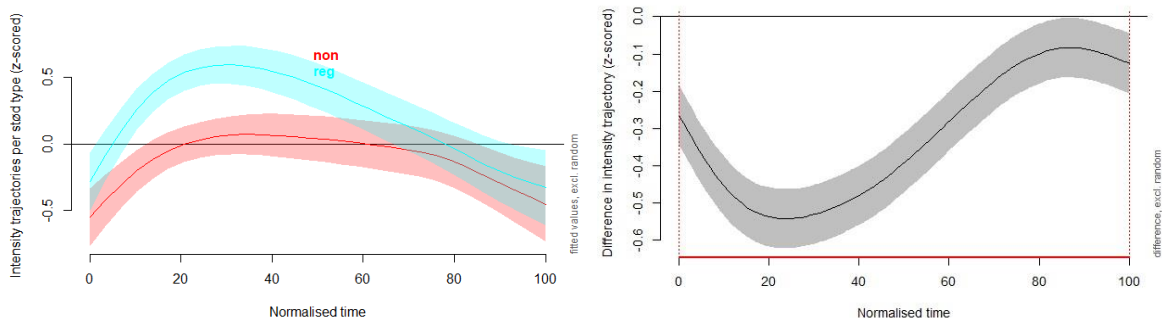 Intensity trajectories per stød type (z-scored)
0.5
0.0
-0.5
non
reg
0 20 40 60 80 100
Normalised time
fitted values, excl. random
Difference in intensity trajectory (z-scored)
0.0
-0.1
-0.2
-0.3
-0.4
-0.5
-0.6
0 20 40 60 80 100
Normalised time
difference, excl. random